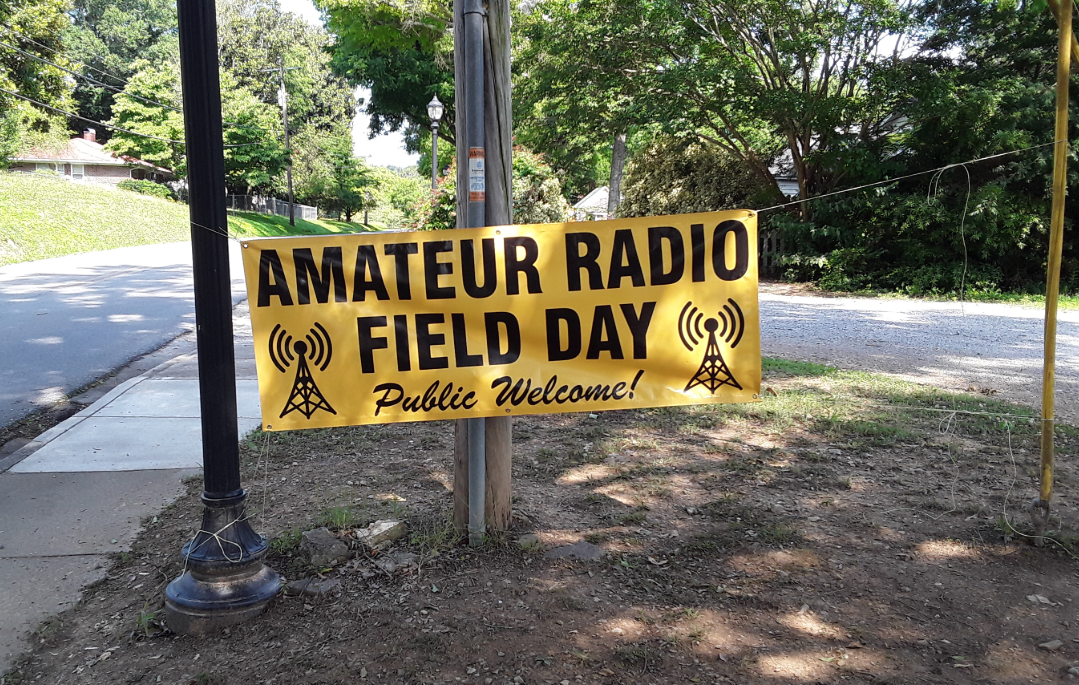 AMATEUR RADIO
FIELD DAY
Public Welcome!